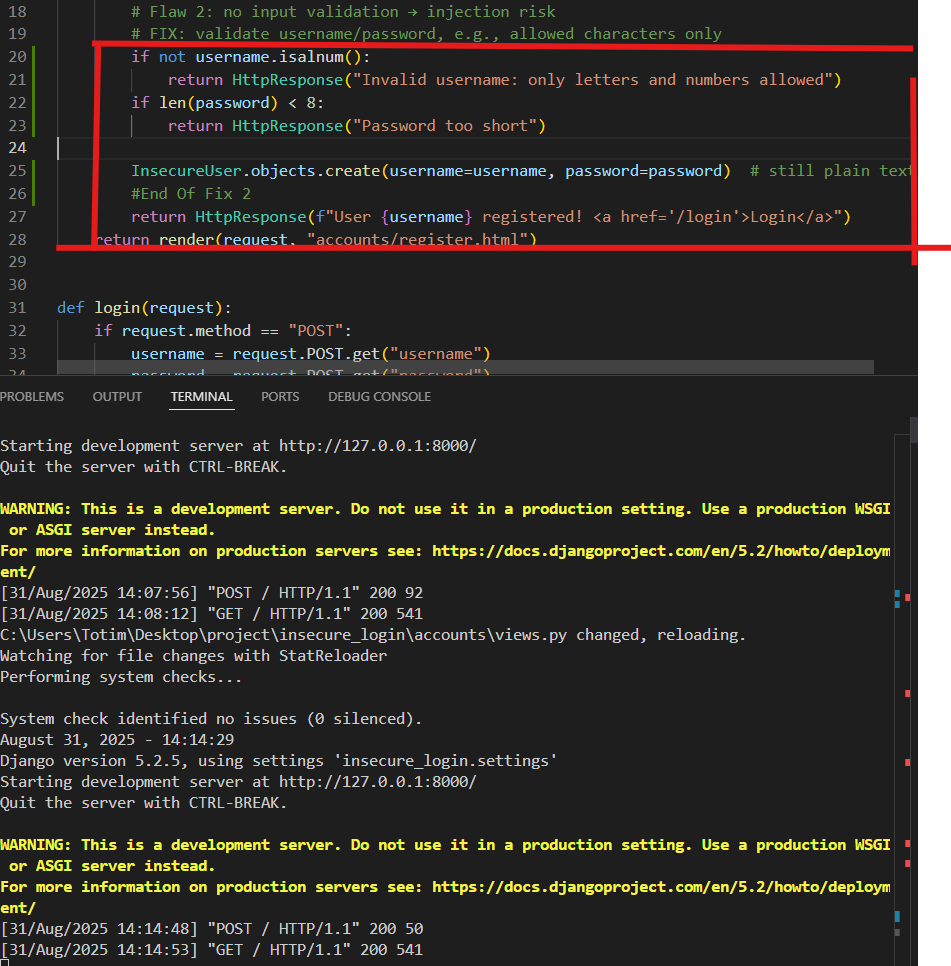 18 # Flaw 2: no input validation → injection risk
19 # FIX: validate username/password, e.g., allowed characters only
20 if not username.isalnum():
21 return HttpResponse("Invalid username: only letters and numbers allowed")
22 if len(password) < 8:
23 return HttpResponse("Password too short")
24
25 InsecureUser.objects.create(username=username, password=password) # still plain text
26 #End Of Fix 2
27 return HttpResponse(f"User {username} registered! <a href='/login'>Login</a>")
28 return render(request, "accounts/register.html")
29
30
31 def login(request):
32 if request.method == "POST":
33 username = request.POST.get("username")
34 password = request.POST.get("password")
PROBLEMS OUTPUT TERMINAL PORTS DEBUG CONSOLE
Starting development server at http://127.0.0.1:8000/
Quit the server with CTRL-BREAK.
WARNING: This is a development server. Do not use it in a production setting. Use a production WSGI
or ASGI server instead.
For more information on production servers see: https://docs.djangoproject.com/en/5.2/howto/deploym
ent/
[31/Aug/2025 14:07:56] "POST / HTTP/1.1" 200 92
[31/Aug/2025 14:08:12] "GET / HTTP/1.1" 200 541
C:\Users\Totim\Desktop\project\insecure_login\accounts\views.py changed, reloading.
Watching for file changes with StatReloader
Performing system checks...
System check identified no issues (0 silenced).
August 31, 2025 - 14:14:29
Django version 5.2.5, using settings 'insecure_login.settings'
Starting development server at http://127.0.0.1:8000/
Quit the server with CTRL-BREAK.
WARNING: This is a development server. Do not use it in a production setting. Use a production WSGI
or ASGI server instead.
For more information on production servers see: https://docs.djangoproject.com/en/5.2/howto/deploym
ent/
[31/Aug/2025 14:14:48] "POST / HTTP/1.1" 200 50
[31/Aug/2025 14:14:53] "GET / HTTP/1.1" 200 541